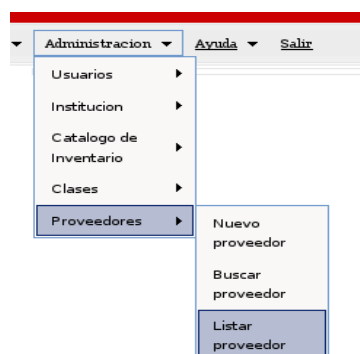 Administracion Ayuda Salir
Usuarios
Institucion
Catalogo de
Inventario
Clases
Proveedores
Nuevo
proveedor
Buscar
proveedor
Listar
proveedor